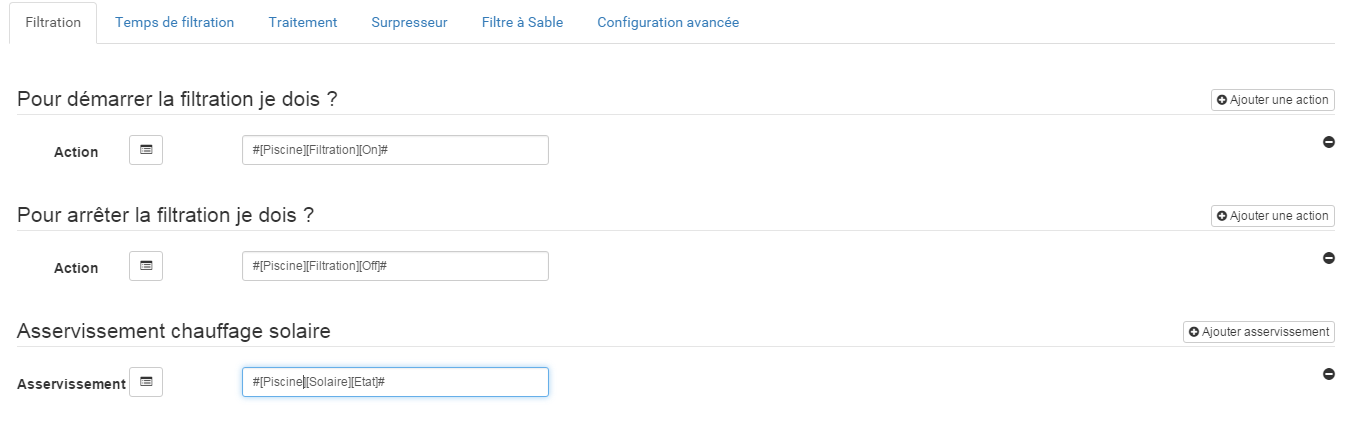 Filtration Temps de filtration Traitement Surpresseur Filtre à Sable Configuration avancée
Pour démarrer la filtration je dois ? Ajouter une action
Action #[Piscine][Filtration][On]#
Pour arrêter la filtration je dois ? Ajouter une action
Action #[Piscine][Filtration][Off]#
Asservissement chauffage solaire Ajouter asservissement
Asservissement #[Piscine][Solaire][Etat]#